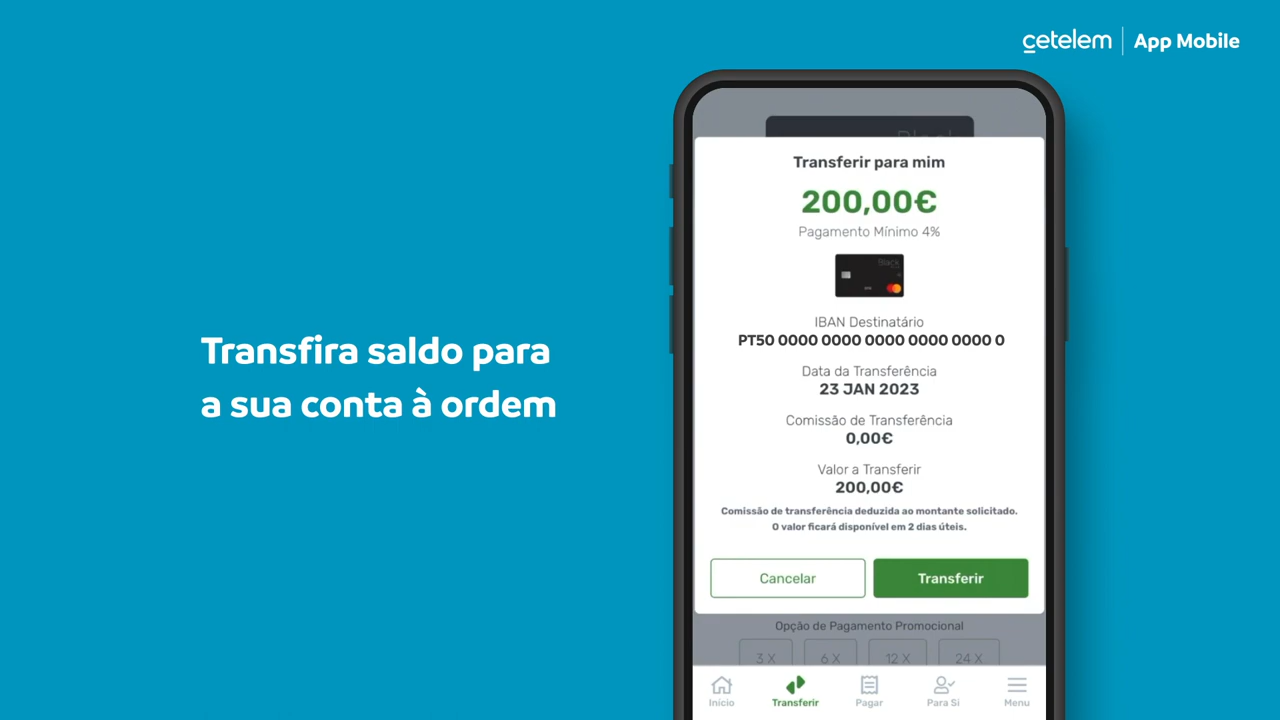 cetelem | App Mobile
Transfira saldo para
a sua conta à ordem
Black
Transferir para mim
200,00€
Pagamento Mínimo 4%
Black
IBAN Destinatário
PT50 0000 0000 0000 0000 0000 0
Data da Transferência
23 JAN 2023
Comissão de Transferência
0,00€
Valor a Transferir
200,00€
Comissão de transferência deduzida ao montante solicitado.
O valor ficará disponível em 2 dias úteis.
Cancelar Transferir
Opção de Pagamento Promocional
3 X 6 X 12 X 24 X
Início Transferir Pagar Para Si Menu